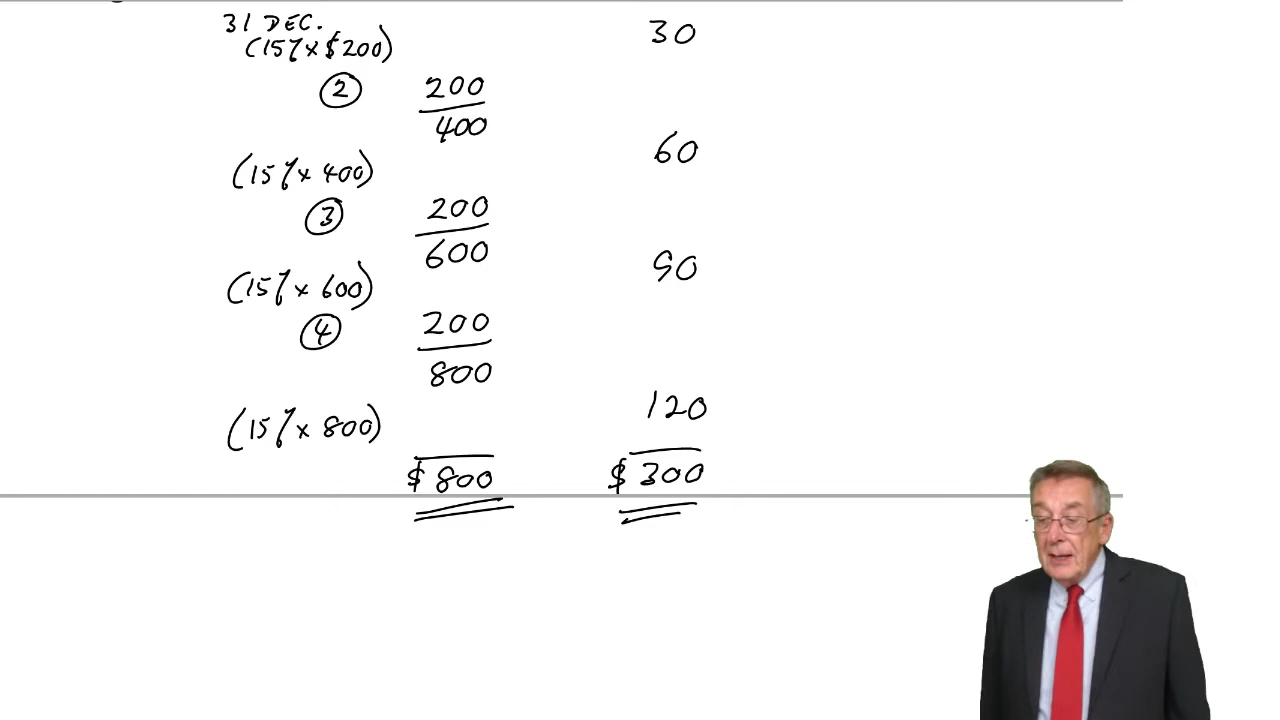 31 DEC.
(15% x $200) 30
② 200
400
(15% x 400) 60
③ 200
600
(15% x 600) 90
④ 200
800
(15% x 800) 120
$ 800 $ 300